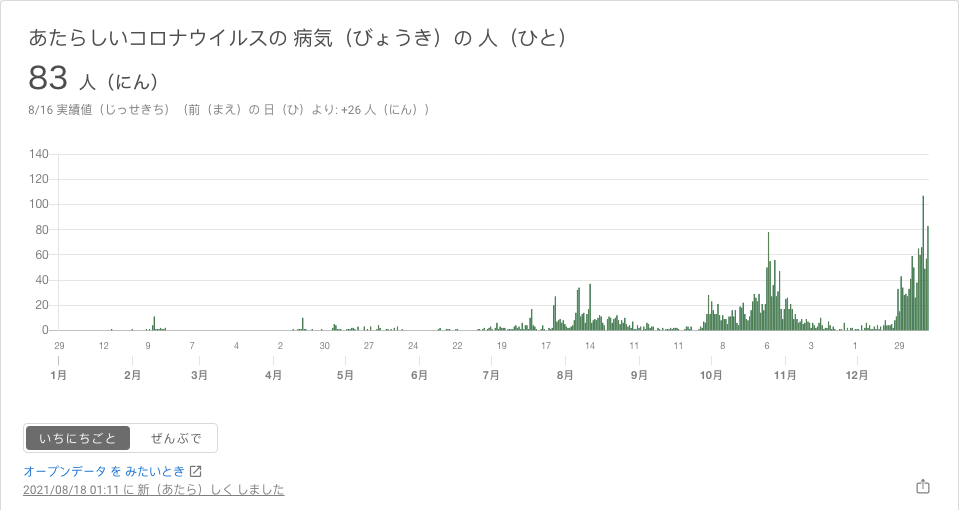 あたらしいコロナウイルスの 病気（びょうき）の 人（ひと）
83 人（にん）
8/16 実績値（じっせきち）（前（まえ）の 日（ひ）より: +26 人（にん））
140
120
100
80
60
40
20
0
29 12 9 7 4 2 30 27 24 22 19 17 14 11 11 8 6 3 1 29
1月 2月 3月 4月 5月 6月 7月 8月 9月 10月 11月 12月
いちにちごと ぜんぶで
オープンデータ を みたいとき
2021/08/18 01:11 に 新（あたら）しく しました